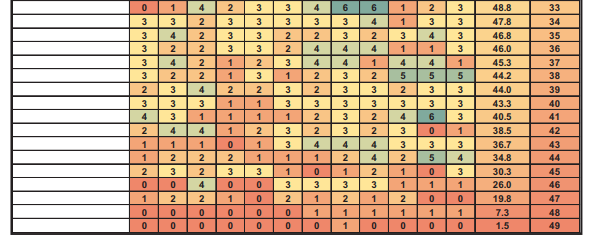 0 1 4 2 3 3 4 6 6 1 2 3 48.8 33
3 3 2 3 3 3 3 3 4 1 3 3 47.8 34
3 4 2 3 3 2 2 3 2 3 4 3 46.8 35
3 2 2 3 3 2 4 4 4 1 1 3 46.0 36
3 4 2 1 2 3 4 4 1 4 4 1 45.3 37
3 2 2 1 3 1 2 3 2 5 5 5 44.2 38
2 3 4 2 2 3 2 3 3 2 3 3 44.0 39
3 3 3 1 1 3 3 3 3 3 3 3 43.3 40
4 3 1 1 1 1 2 3 2 4 6 3 40.5 41
2 4 4 1 2 3 2 3 2 3 0 1 38.5 42
1 1 1 0 1 3 4 4 4 3 3 3 36.7 43
1 2 2 2 1 1 1 2 4 2 5 4 34.8 44
2 3 2 3 3 1 0 1 2 1 0 3 30.3 45
0 0 4 0 0 3 3 3 3 1 1 1 26.0 46
1 2 2 1 0 2 1 2 1 2 0 0 19.8 47
0 0 0 0 0 0 1 1 1 1 1 1 7.3 48
0 0 0 0 0 0 0 1 0 0 0 0 1.5 49